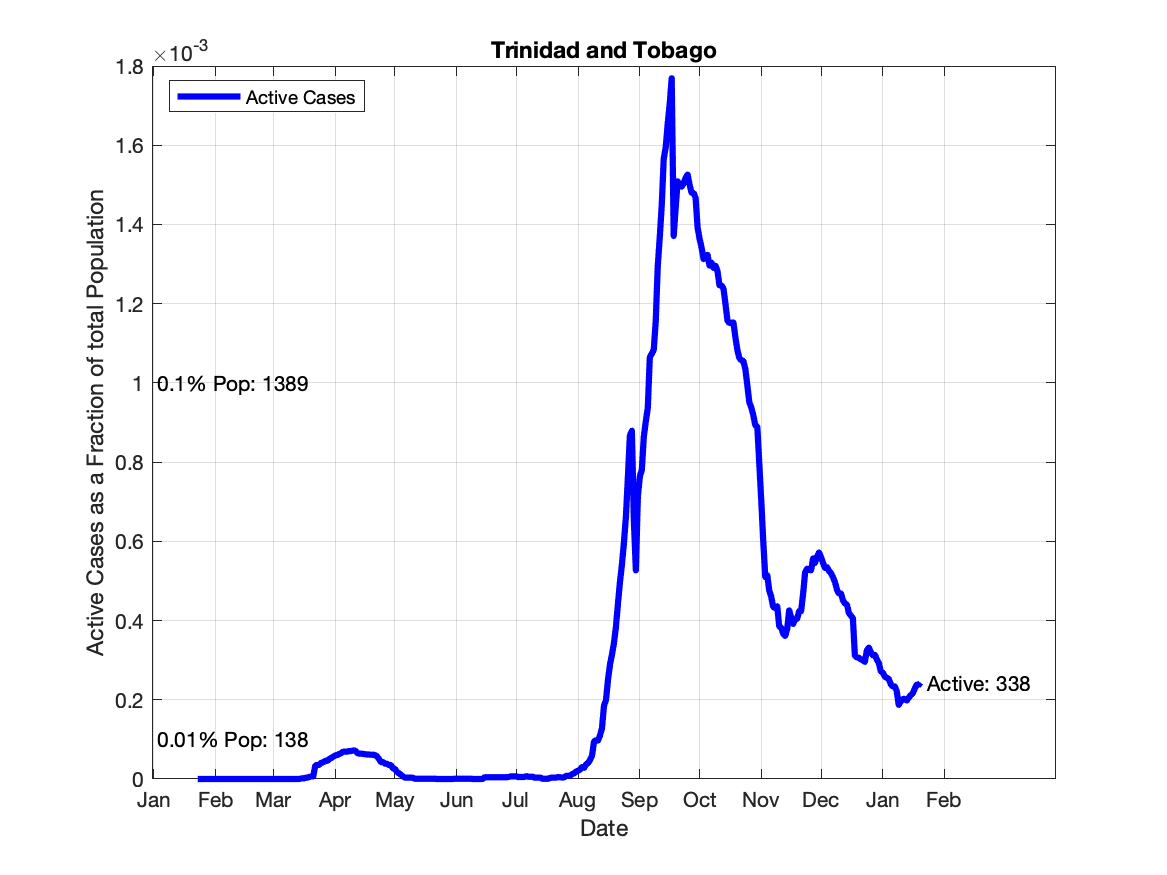 Trinidad and Tobago
×10-3
1.8
1.6
1.4
1.2
1
0.8
0.6
0.4
0.2
0
Active Cases as a Fraction of total Population
Active Cases
0.1% Pop: 1389
0.01% Pop: 138
Active: 338
Jan Feb Mar Apr May Jun Jul Aug Sep Oct Nov Dec Jan Feb
Date